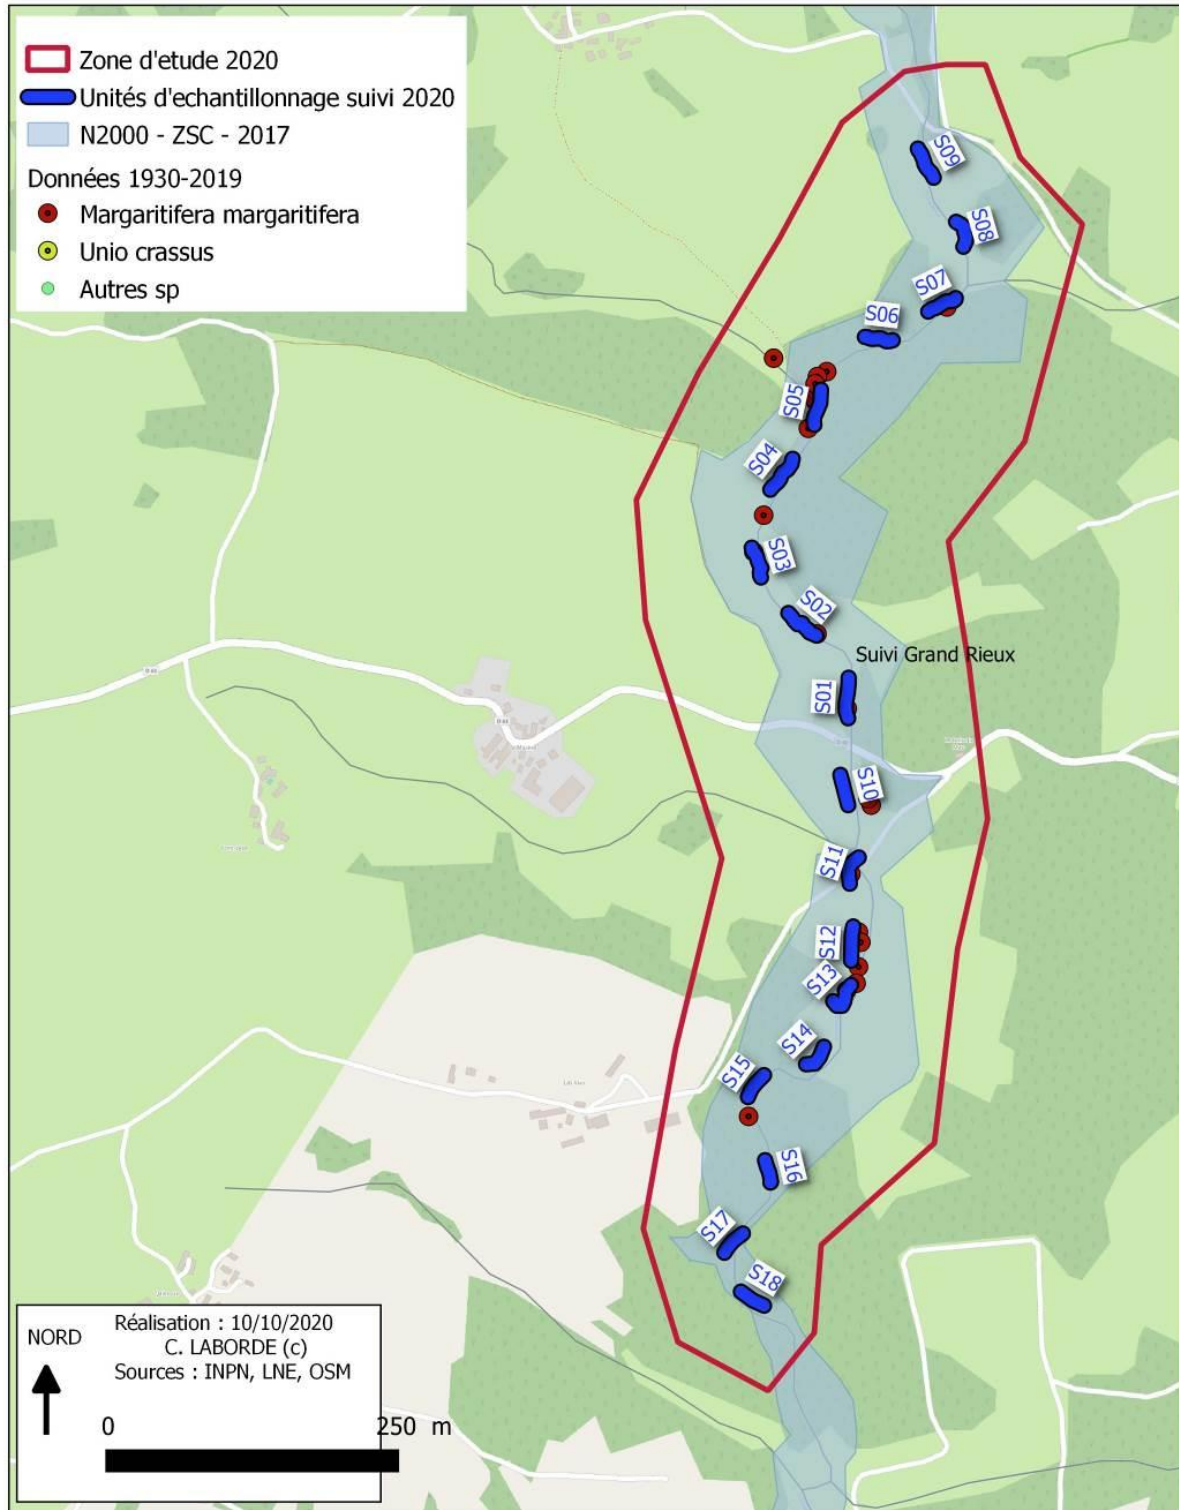 Zone d'etude 2020
Unités d'echantillonnage suivi 2020
N2000 - ZSC - 2017
Données 1930-2019
Margaritifera margaritifera
Unio crassus
Autres sp
S09
S08
S07
S06
S05
S04
S03
S02
Suivi Grand Rieux
S01
S10
S11
S12
S13
S14
S15
S16
S17
S18
NORD
Réalisation : 10/10/2020
C. LABORDE (c)
Sources : INPN, LNE, OSM
0 250 m